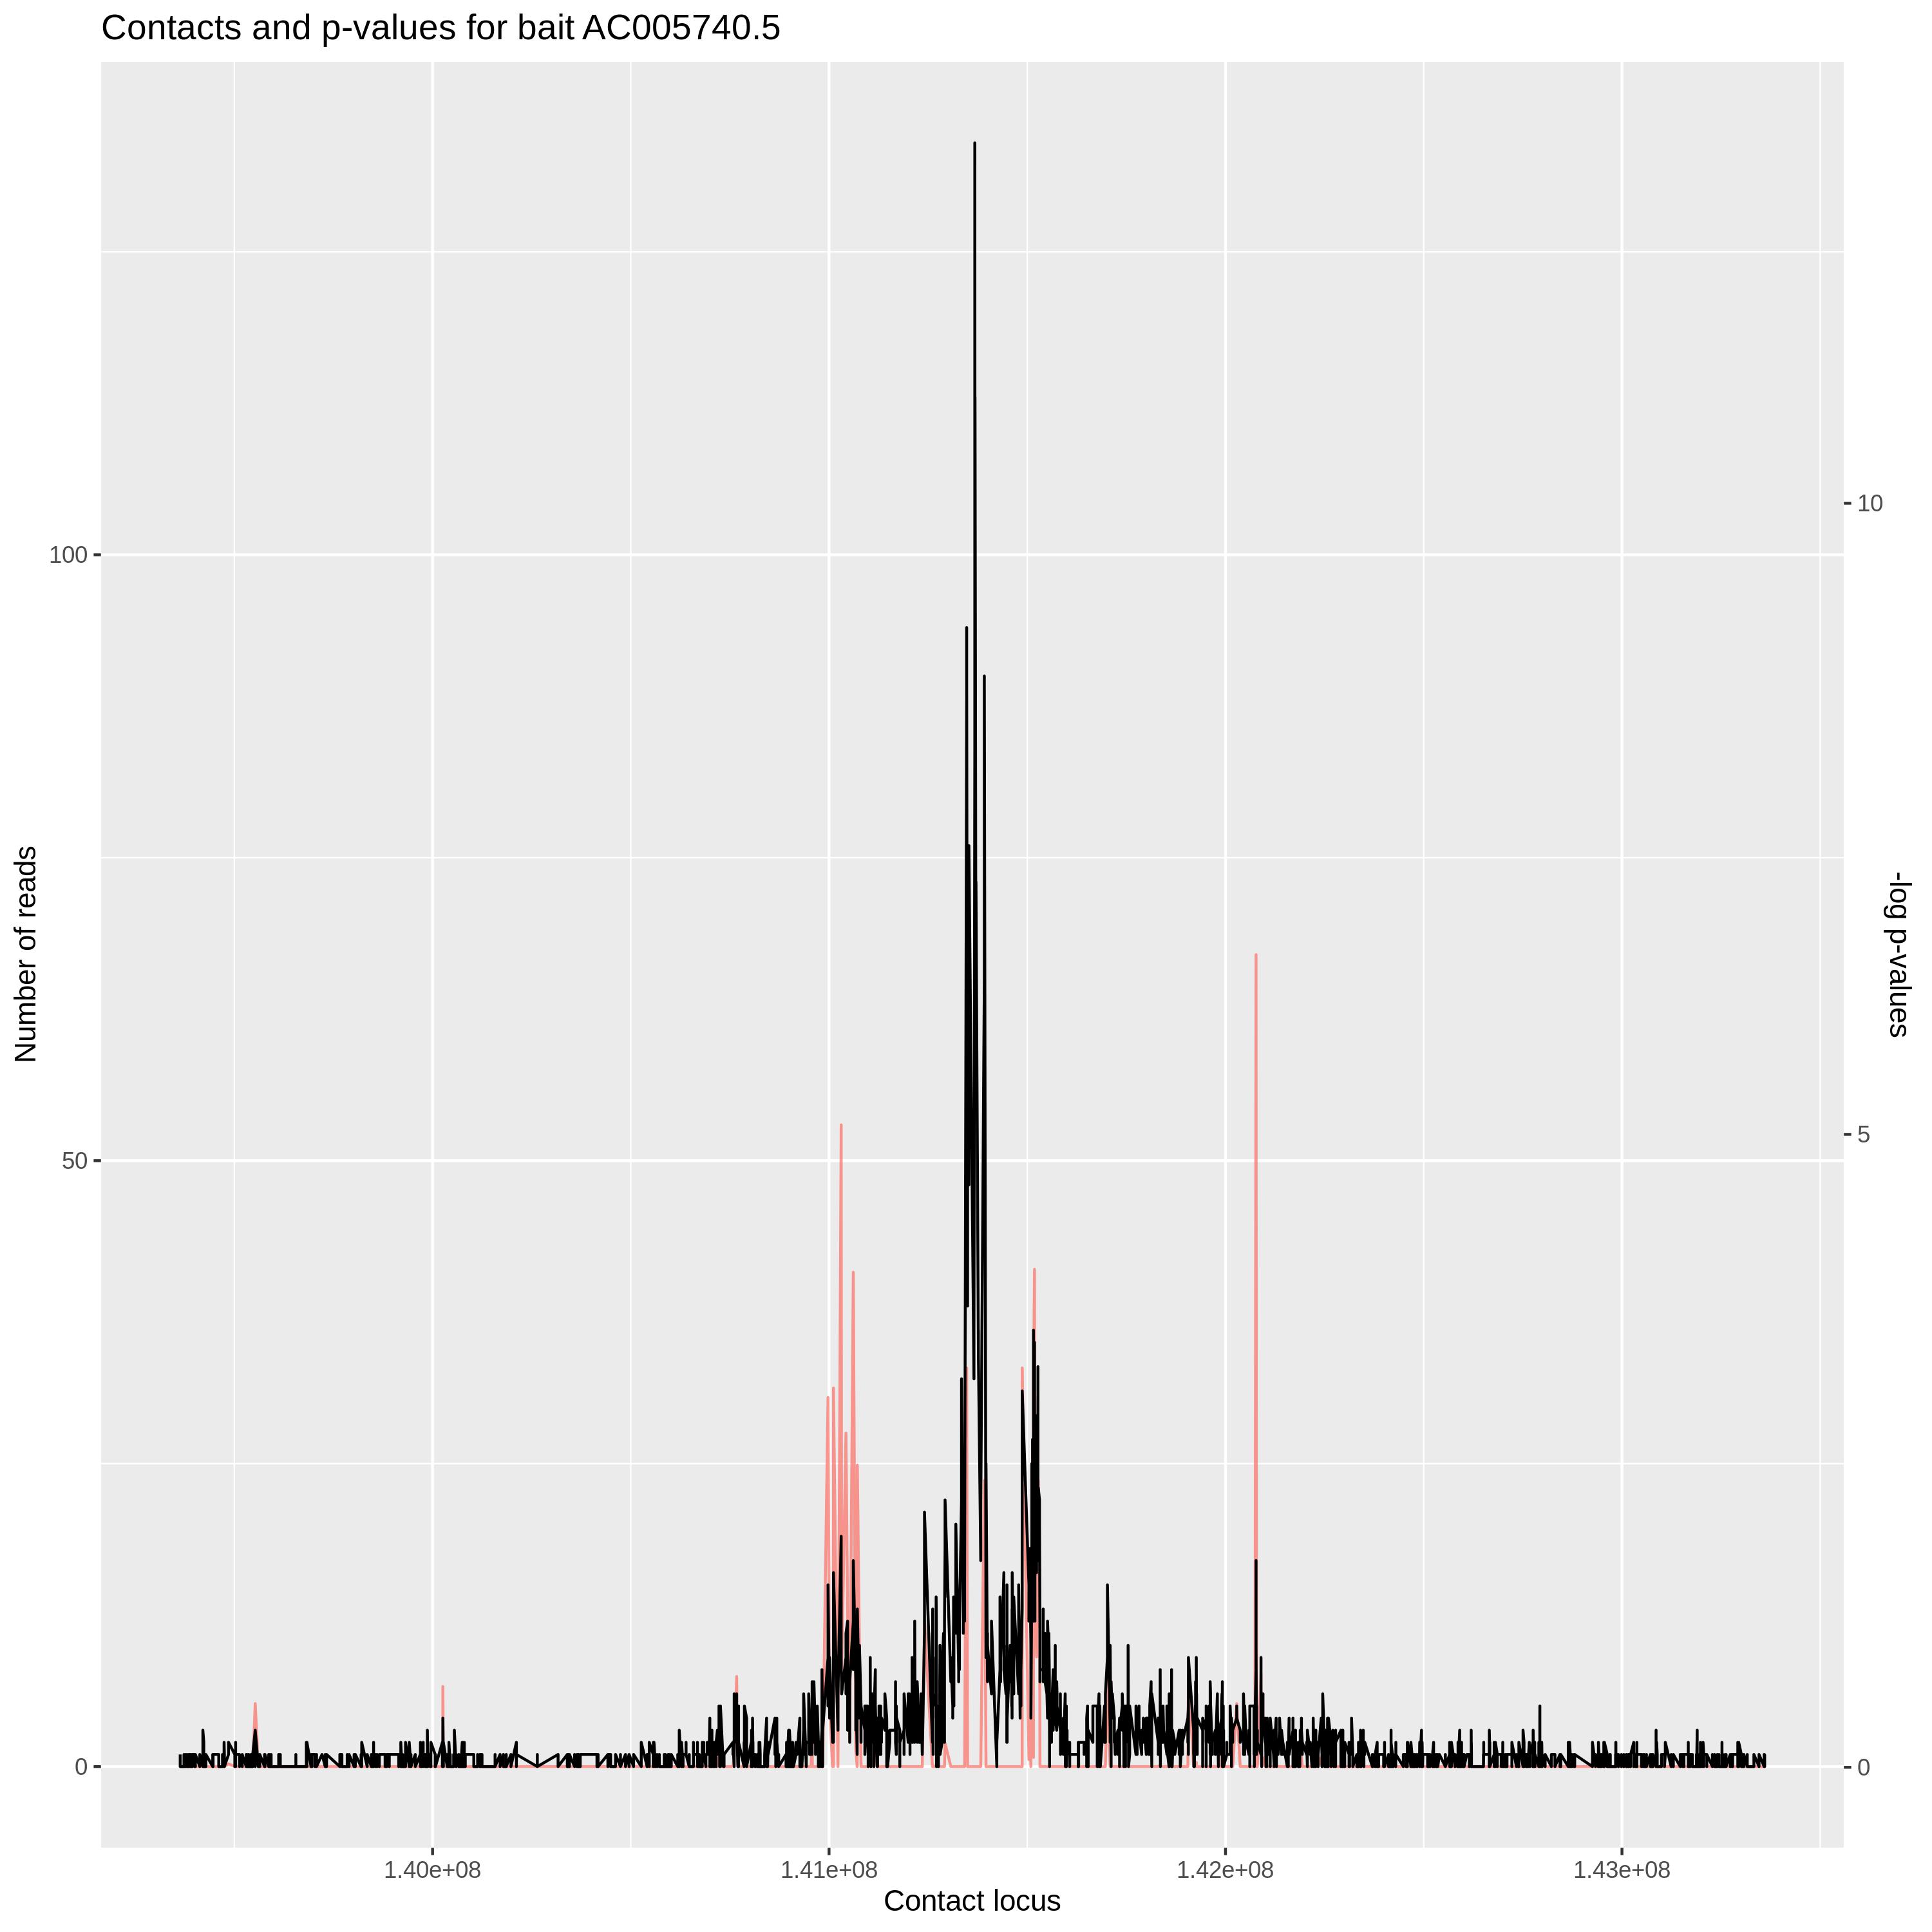 Contacts and p-values for bait AC005740.5
Number of reads
100
50
0
10
5
0
-log p-values
1.40e+08
1.41e+08
1.42e+08
1.43e+08
Contact locus